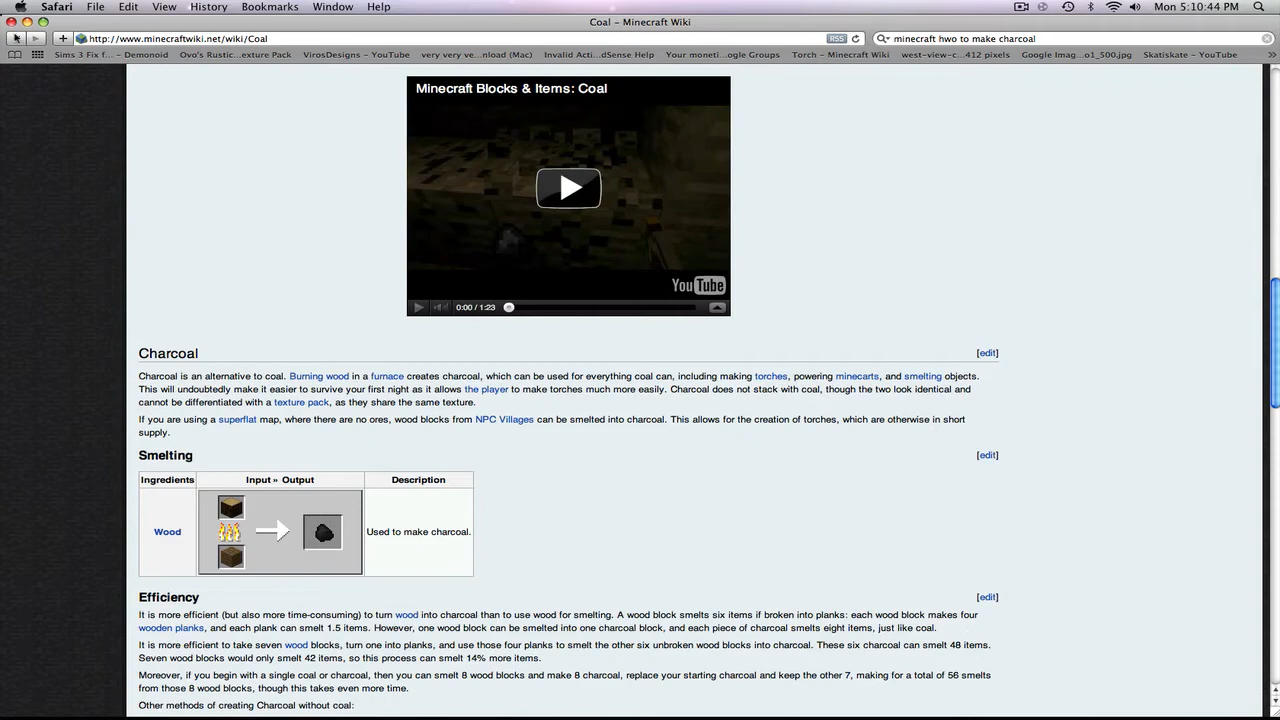 Safari File Edit View History Bookmarks Window Help Mon 5:10:44 PM
Coal – Minecraft Wiki
http://www.minecraftwiki.net/wiki/Coal RSS minecraft hwo to make charcoal
Sims 3 Fix f... – Demonoid Ovo's Rustic...exture Pack VirosDesigns – YouTube very very ve...nload (Mac) Invalid Acti...dSense Help Your moneti...ogle Groups Torch – Minecraft Wiki west-view-c...412 pixels Google Imag...o1_500.jpg Skatiskate – YouTube
Minecraft Blocks & Items: Coal
YouTube
0:00 / 1:23
Charcoal [edit]
Charcoal is an alternative to coal. Burning wood in a furnace creates charcoal, which can be used for everything coal can, including making torches, powering minecarts, and smelting objects.
This will undoubtedly make it easier to survive your first night as it allows the player to make torches much more easily. Charcoal does not stack with coal, though the two look identical and
cannot be differentiated with a texture pack, as they share the same texture.
If you are using a superflat map, where there are no ores, wood blocks from NPC Villages can be smelted into charcoal. This allows for the creation of torches, which are otherwise in short
supply.
Smelting [edit]
Ingredients Input » Output Description
Wood Used to make charcoal.
Efficiency [edit]
It is more efficient (but also more time-consuming) to turn wood into charcoal than to use wood for smelting. A wood block smelts six items if broken into planks: each wood block makes four
wooden planks, and each plank can smelt 1.5 items. However, one wood block can be smelted into one charcoal block, and each piece of charcoal smelts eight items, just like coal.
It is more efficient to take seven wood blocks, turn one into planks, and use those four planks to smelt the other six unbroken wood blocks into charcoal. These six charcoal can smelt 48 items.
Seven wood blocks would only smelt 42 items, so this process can smelt 14% more items.
Moreover, if you begin with a single coal or charcoal, then you can smelt 8 wood blocks and make 8 charcoal, replace your starting charcoal and keep the other 7, making for a total of 56 smelts
from those 8 wood blocks, though this takes even more time.
Other methods of creating Charcoal without coal: